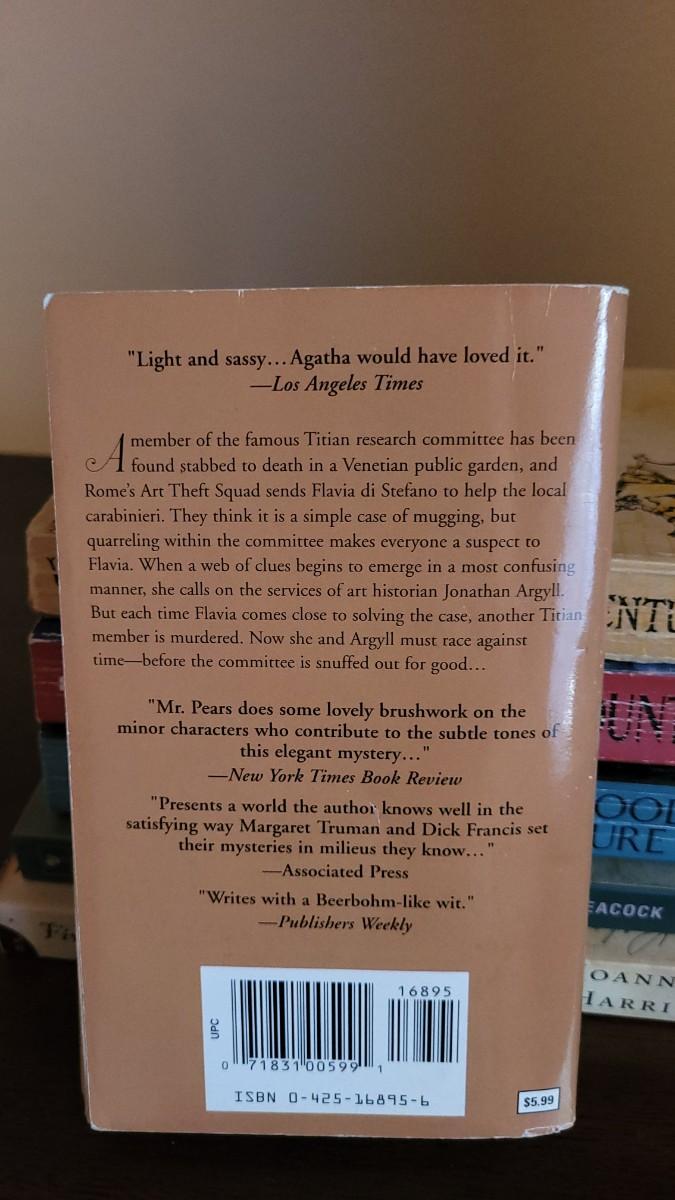 "Light and sassy...Agatha would have loved it."
—Los Angeles Times
A member of the famous Titian research committee has been
found stabbed to death in a Venetian public garden, and
Rome's Art Theft Squad sends Flavia di Stefano to help the local
carabinieri. They think it is a simple case of mugging, but
quarreling within the committee makes everyone a suspect to
Flavia. When a web of clues begins to emerge in a most confusing
manner, she calls on the services of art historian Jonathan Argyll.
But each time Flavia comes close to solving the case, another Titian
member is murdered. Now she and Argyll must race against
time—before the committee is snuffed out for good...
"Mr. Pears does some lovely brushwork on the
minor characters who contribute to the subtle tones of
this elegant mystery..."
—New York Times Book Review
"Presents a world the author knows well in the
satisfying way Margaret Truman and Dick Francis set
their mysteries in milieus they know..."
—Associated Press
"Writes with a Beerbohm-like wit."
—Publishers Weekly
UPC
16895
0 71831 00599 1
ISBN 0-425-16895-6
$5.99
ENTU
OUNT
OOD
URE
EACOCK
OANN
HARRI